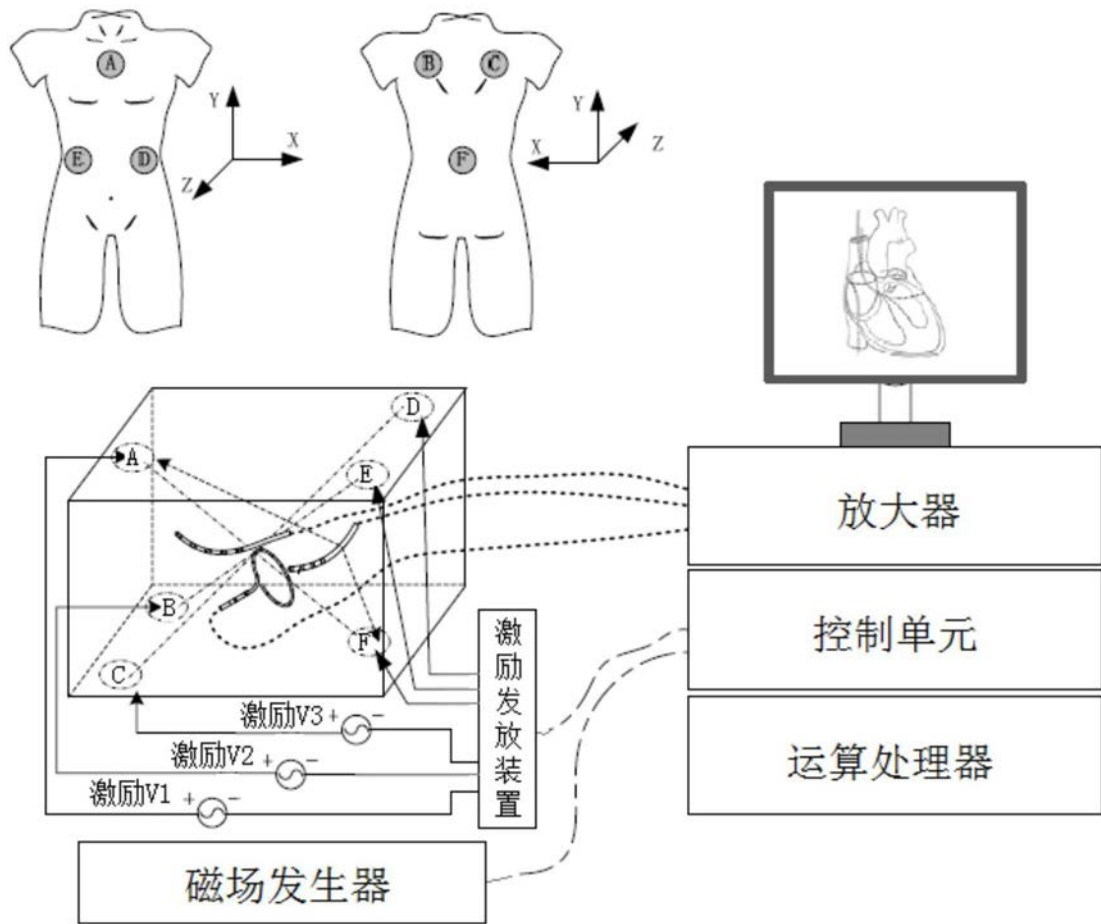 A
B
C
E
D
F
Y
X
Z
Y
X
Z
A
D
E
B
C
F
激励发放装置
激励V3
+
-
激励V2
+
-
激励V1
+
-
放大器
控制单元
运算处理器
磁场发生器